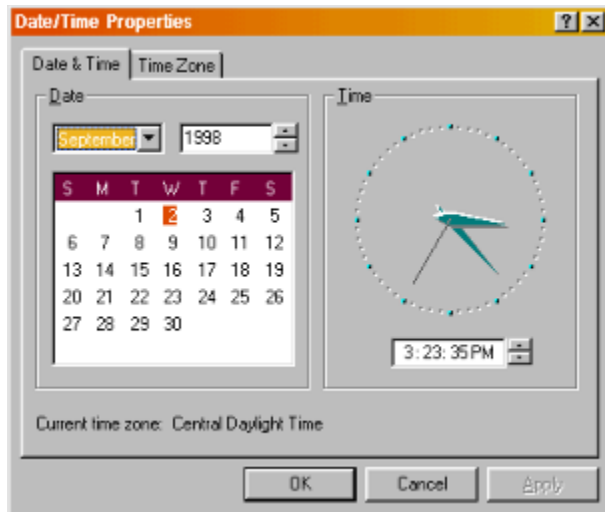 Date/Time Properties
Date & Time Time Zone
Date
September 1998
S M T W T F S
1 2 3 4 5
6 7 8 9 10 11 12
13 14 15 16 17 18 19
20 21 22 23 24 25 26
27 28 29 30
Time
3:23:35 PM
Current time zone: Central Daylight Time
OK Cancel Apply